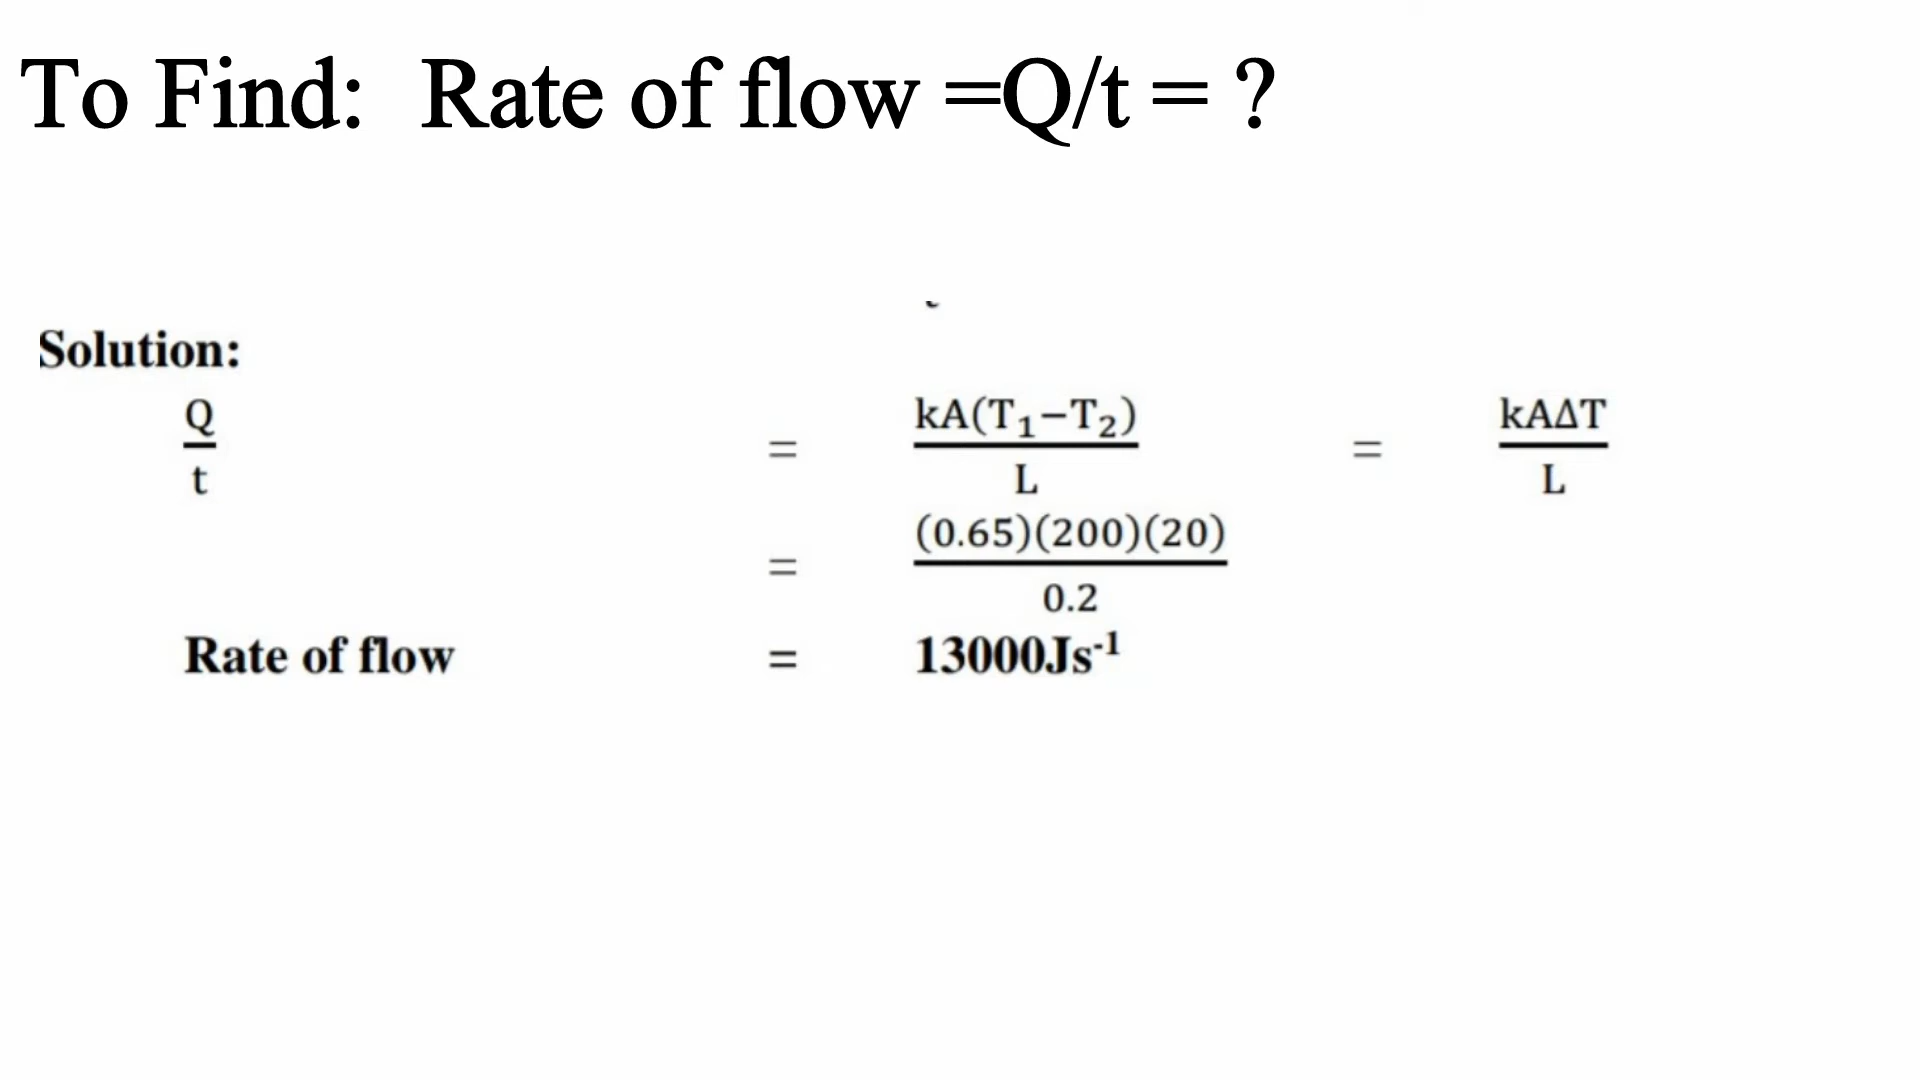 To Find: Rate of flow =Q/t = ?
Solution:
Q/t = kA(T₁−T₂)/L = kAΔT/L
= (0.65)(200)(20)/0.2
Rate of flow = 13000Js⁻¹